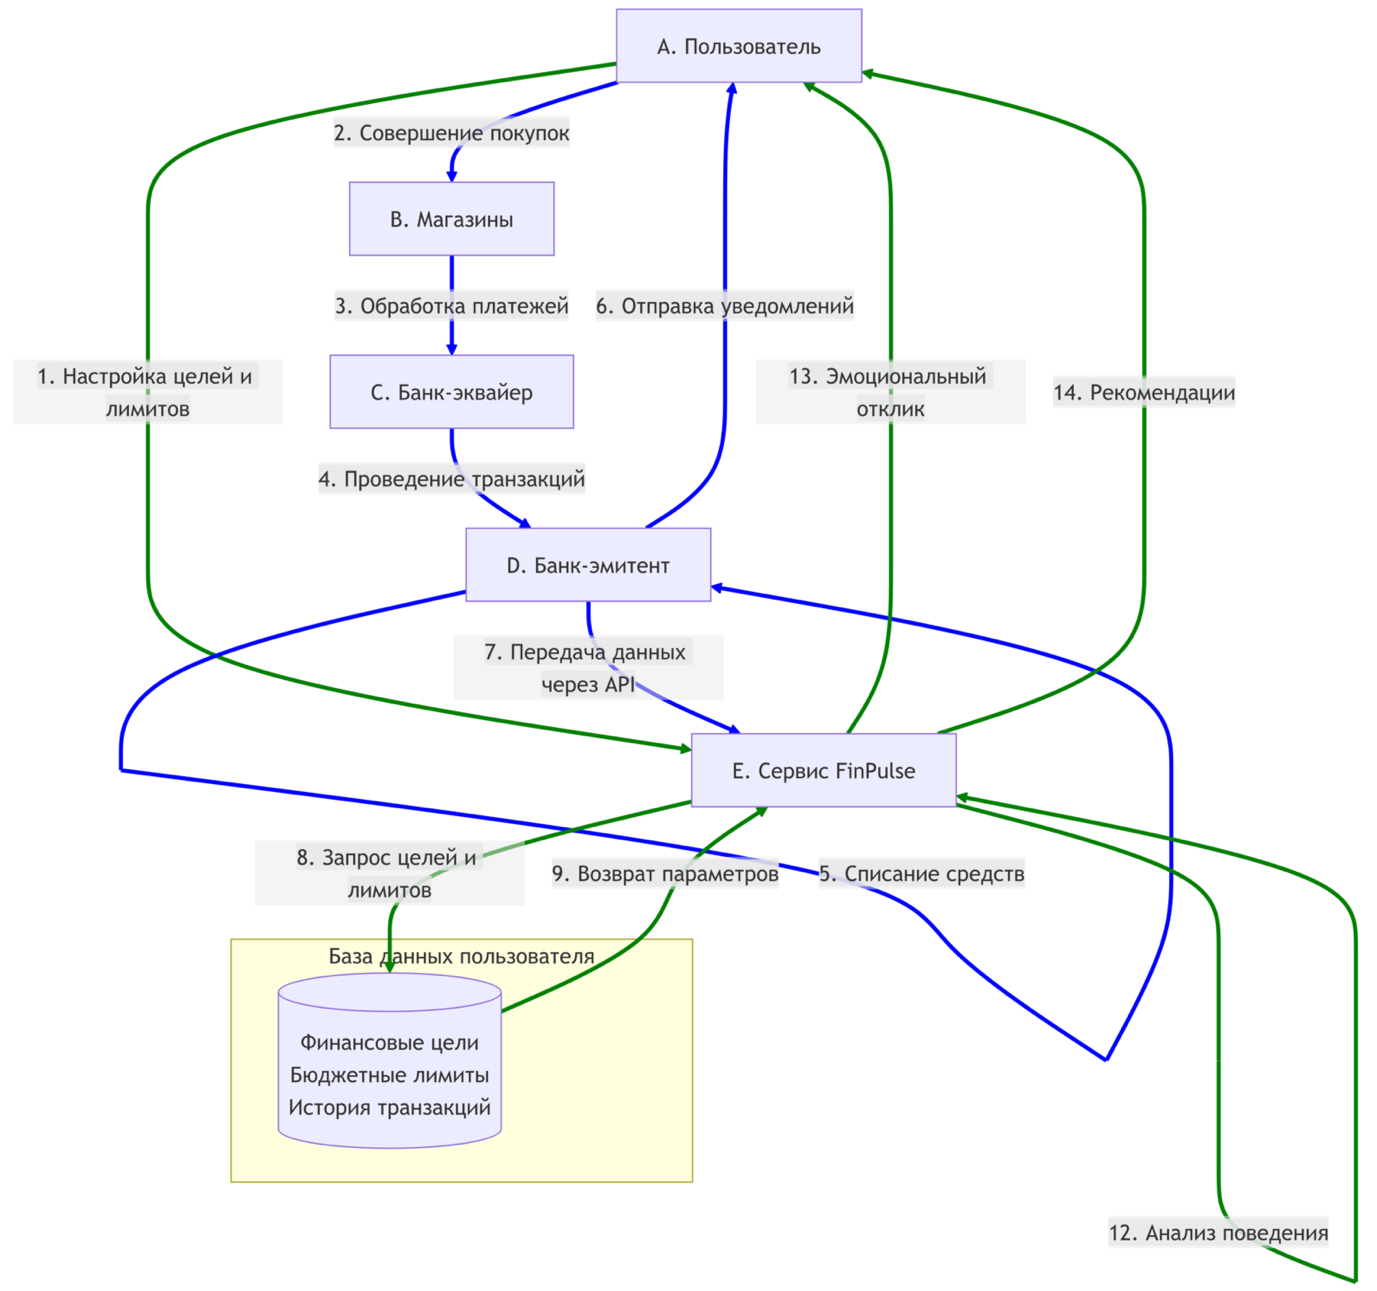 A. Пользователь
2. Совершение покупок
B. Магазины
3. Обработка платежей
6. Отправка уведомлений
1. Настройка целей и
лимитов
C. Банк-эквайер
13. Эмоциональный
отклик
14. Рекомендации
4. Проведение транзакций
D. Банк-эмитент
7. Передача данных
через API
E. Сервис FinPulse
8. Запрос целей и
лимитов
9. Возврат параметров
5. Списание средств
База данных пользователя
Финансовые цели
Бюджетные лимиты
История транзакций
12. Анализ поведения